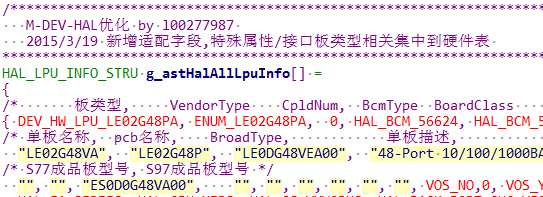 /*****************************************************************************
M-DEV-HAL优化 by l00277987
2015/3/19 新增适配字段,特殊属性/接口板类型相关集中到硬件表
*****************************************************************************
HAL_LPU_INFO_STRU g_astHalAllLpuInfo[] =
{
/* 板类型, VendorType CpldNum, BcmType BoardClass
{ DEV_HW_LPU_LE02G48PA, ENUM_LE02G48PA, 0, HAL_BCM_56624, HAL_BCM_5
/* 单板名称, pcb名称, BroadType, 单板描述,
"LE02G48VA", "LE02G48P", "LE0DG48VEA00", "48-Port 10/100/1000BA
/* S77成品板型号, S97成品板型号 */
"", "", "ES0D0G48VA00", "", "", "", "", "", "", VOS_NO,0, VOS_Y